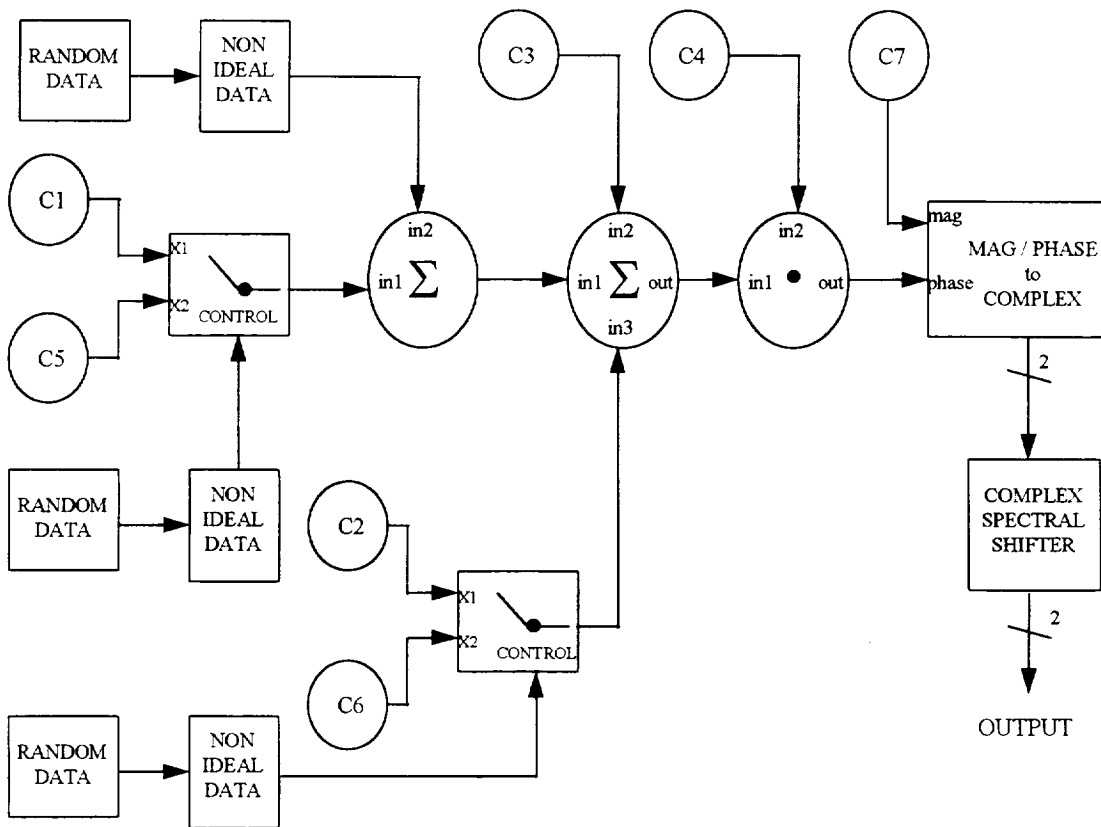 RANDOM
DATA
NON
IDEAL
DATA
C3
C4
C7
C1
C5
X1
X2
CONTROL
in2
in1 Σ
in2
in1 Σ out
in3
in2
in1 • out
mag
phase
MAG / PHASE
to
COMPLEX
2
RANDOM
DATA
NON
IDEAL
DATA
C2
C6
X1
X2
CONTROL
COMPLEX
SPECTRAL
SHIFTER
2
OUTPUT
RANDOM
DATA
NON
IDEAL
DATA